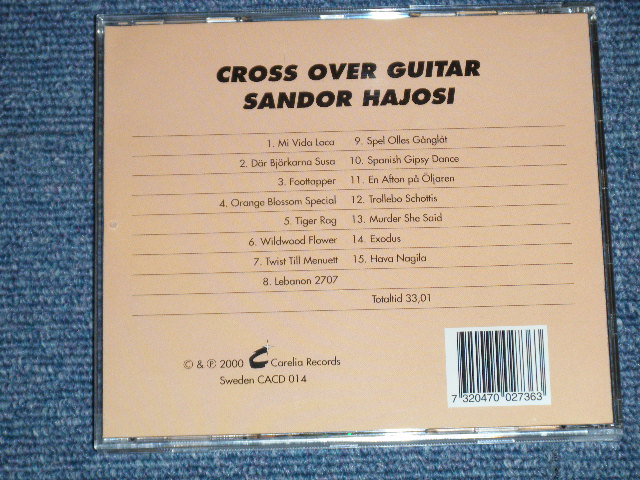 CROSS OVER GUITAR
SANDOR HAJOSI
1. Mi Vida Loca
2. Där Björkarna Susa
3. Foottapper
4. Orange Blossom Special
5. Tiger Rag
6. Wildwood Flower
7. Twist Till Menuett
8. Lebanon 2707
9. Spel Olles Gånglåt
10. Spanish Gipsy Dance
11. En Afton på Öljaren
12. Trollebo Schottis
13. Murder She Said
14. Exodus
15. Hava Nagila
Totaltid 33,01
© & ℗ 2000 Carelia Records
Sweden CACD 014
7 320470 027363